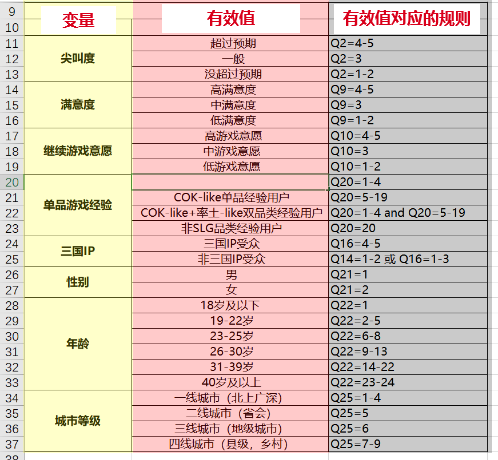 变量 有效值 有效值对应的规则
9
10
11 超过预期 Q2=4-5
12 尖叫度 一般 Q2=3
13 没超过预期 Q2=1-2
14 高满意度 Q9=4-5
15 满意度 中满意度 Q9=3
16 低满意度 Q9=1-2
17 高游戏意愿 Q10=4-5
18 继续游戏意愿 中游戏意愿 Q10=3
19 低游戏意愿 Q10=1-2
20 Q20=1-4
21 单品游戏经验 COK-like单品经验用户 Q20=5-19
22 COK-like+率土-like双品类经验用户 Q20=1-4 and Q20=5-19
23 非SLG品类经验用户 Q20=20
24 三国IP 三国IP受众 Q16=4-5
25 非三国IP受众 Q14=1-2 或 Q16=1-3
26 性别 男 Q21=1
27 女 Q21=2
28 18岁及以下 Q22=1
29 19-22岁 Q22=2-5
30 23-25岁 Q22=6-8
31 年龄 26-30岁 Q22=9-13
32 31-39岁 Q22=14-22
33 40岁及以上 Q22=23-24
34 一线城市（北上广深） Q25=1-4
35 城市等级 二线城市（省会） Q25=5
36 三线城市（地级城市） Q25=6
37 四线城市（县级，乡村） Q25=7-9